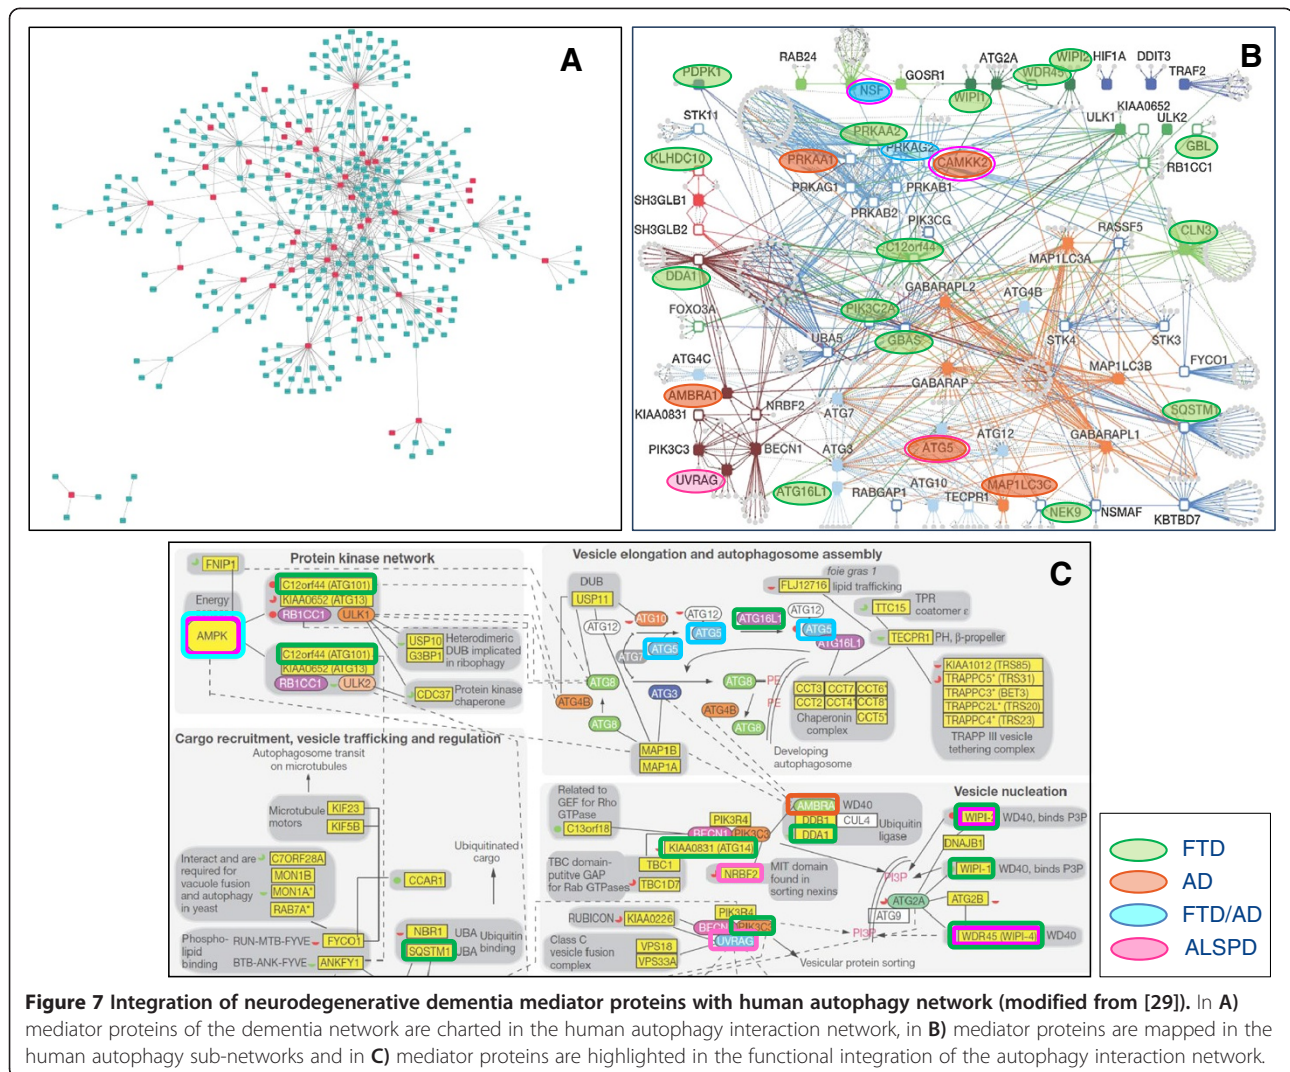 A
B
RAB24
GOSR1
ATG2A
WIPI2
HIF1A
DDIT3
TRAF2
PDPK1
NSF
WIPI1
WDR45
KIAA0652
ULK1
ULK2
STK11
PRKAA2
GBL
KLHDC10
PRKAA1
PRKAG2
CAMKK2
RB1CC1
PRKAG1
PRKAB1
SH3GLB1
PRKAB2
PIK3CG
SH3GLB2
RASSF5
CLN3
C12orf44
MAP1LC3A
DDA1
GABARAPL2
ATG4B
FOXO3A
PIK3C2A
UBA5
GBAS
STK4
STK3
ATG4C
MAP1LC3B
FYCO1
GABARAP
AMBRA1
KIAA0831
NRBF2
ATG7
SQSTM1
PIK3C3
BECN1
ATG3
ATG5
ATG12
GABARAPL1
UVRAG
ATG16L1
RABGAP1
ATG10
TECPR1
MAP1LC3C
NEK9
NSMAF
KBTBD7
C
Protein kinase network
FNIP1
Energy
AMPK
C12orf44 (ATG101)
KIAA0652 (ATG13)
RB1CC1
ULK1
C12orf44 (ATG101)
KIAA0652 (ATG13)
RB1CC1
ULK2
USP10
G3BP1
Heterodimeric
DUB implicated
in ribophagy
CDC37
Protein kinase
chaperone
Vesicle elongation and autophagosome assembly
DUB
USP11
ATG12
ATG10
ATG12
ATG5
ATG7
ATG5
ATG16L1
ATG12
ATG5
ATG16L1
foie gras 1
FLJ12716
lipid trafficking
TTC15
TPR
coatomer ε
TECPR1
PH, β-propeller
ATG8
ATG3
ATG8
PE
ATG4B
ATG8
ATG4B
ATG8
PE
MAP1B
MAP1A
CCT3 CCT7 CCT6*
CCT2 CCT4* CCT8*
Chaperonin
complex
CCT5*
Developing
autophagosome
KIAA1012 (TRS85)
TRAPPC5* (TRS31)
TRAPPC3* (BET3)
TRAPPC2L* (TRS20)
TRAPPC4* (TRS23)
TRAPP III vesicle
tethering complex
Cargo recruitment, vesicle trafficking and regulation
Autophagosome transit
on microtubules
Microtubule
motors
KIF23
KIF5B
Interact and are
required for
vacuole fusion
and autophagy
in yeast
C7ORF28A
MON1B
MON1A*
RAB7A*
CCAR1
Ubiquitinated
cargo
Phospho-
lipid
binding
RUN-MTB-FYVE
FYCO1
BTB-ANK-FYVE
ANKFY1
NBR1
SQSTM1
UBA
UBA
Ubiquitin
binding
Vesicle nucleation
Related to
GEF for Rho
GTPase
C13orf18
PIK3R4
BECN1
PIK3C3
KIAA0831 (ATG14)
TBC domain-
putitive GAP
for Rab GTPases
TBC1
TBC1D7
NRBF2
MIT domain
found in
sorting nexins
AMBRA
WD40
DDB1
CUL4
DDA1
Ubiquitin
ligase
WIPI-2
WD40, binds P3P
DNAJB1
WIPI-1
WD40, binds P3P
PI3P
ATG2A
ATG2B
ATG9
PI3P
WDR45 (WIPI-4)
WD40
RUBICON
KIAA0226
PIK3R4
BECN
PIK3C3
UVRAG
Class C
vesicle fusion
complex
VPS18
VPS33A
Vesicular protein sorting
FTD
AD
FTD/AD
ALSPD
Figure 7 Integration of neurodegenerative dementia mediator proteins with human autophagy network (modified from [29]). In A)
mediator proteins of the dementia network are charted in the human autophagy interaction network, in B) mediator proteins are mapped in the
human autophagy sub-networks and in C) mediator proteins are highlighted in the functional integration of the autophagy interaction network.